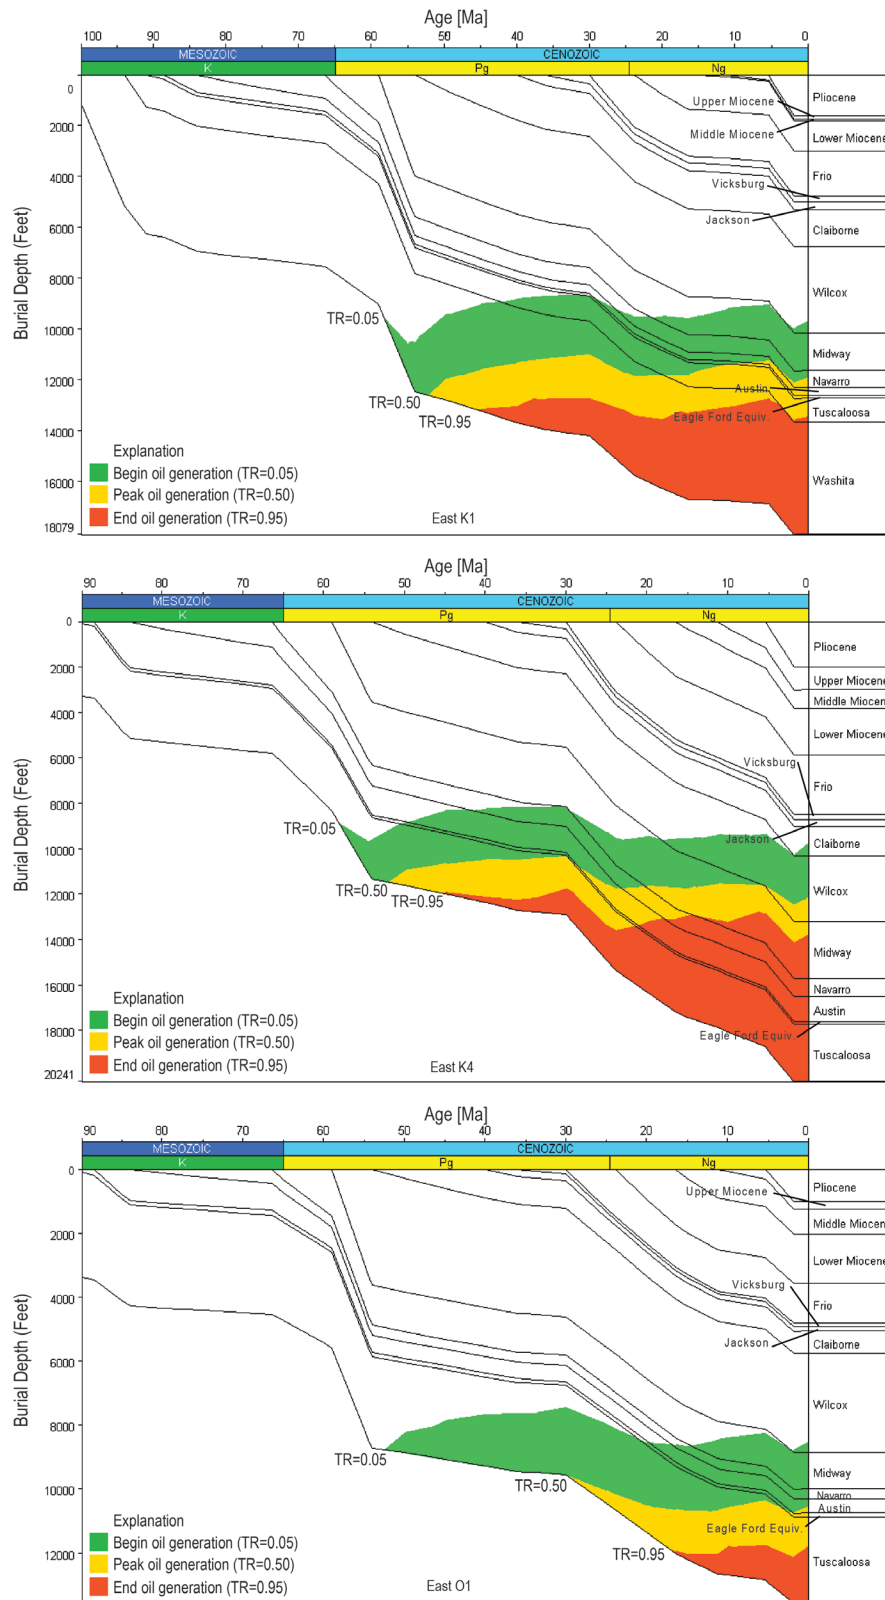 Age [Ma]
100 90 80 70 60 50 40 30 20 10 0
MESOZOIC CENOZOIC
K Pg Ng
Burial Depth (Feet)
0
2000
4000
6000
8000
10000
12000
14000
16000
18079
Upper Miocene
Pliocene
Middle Miocene
Lower Miocene
Frio
Vicksburg
Jackson
Claiborne
Wilcox
TR=0.05
Midway
Navarro
Austin
TR=0.50
Eagle Ford Equiv.
Tuscaloosa
TR=0.95
Washita
Explanation
Begin oil generation (TR=0.05)
Peak oil generation (TR=0.50)
End oil generation (TR=0.95)
East K1
Age [Ma]
90 80 70 60 50 40 30 20 10 0
MESOZOIC CENOZOIC
K Pg Ng
Burial Depth (Feet)
0
2000
4000
6000
8000
10000
12000
14000
16000
18000
20241
Pliocene
Upper Miocene
Middle Miocene
Lower Miocene
Vicksburg
Frio
Jackson
Claiborne
TR=0.05
Wilcox
TR=0.50
TR=0.95
Midway
Navarro
Austin
Eagle Ford Equiv.
Tuscaloosa
Explanation
Begin oil generation (TR=0.05)
Peak oil generation (TR=0.50)
End oil generation (TR=0.95)
East K4
Age [Ma]
90 80 70 60 50 40 30 20 10 0
MESOZOIC CENOZOIC
K Pg Ng
Burial Depth (Feet)
0
2000
4000
6000
8000
10000
12000
Upper Miocene
Pliocene
Middle Miocene
Lower Miocene
Vicksburg
Frio
Jackson
Claiborne
Wilcox
TR=0.05
Midway
TR=0.50
Navarro
Austin
Eagle Ford Equiv.
TR=0.95
Tuscaloosa
Explanation
Begin oil generation (TR=0.05)
Peak oil generation (TR=0.50)
End oil generation (TR=0.95)
East O1